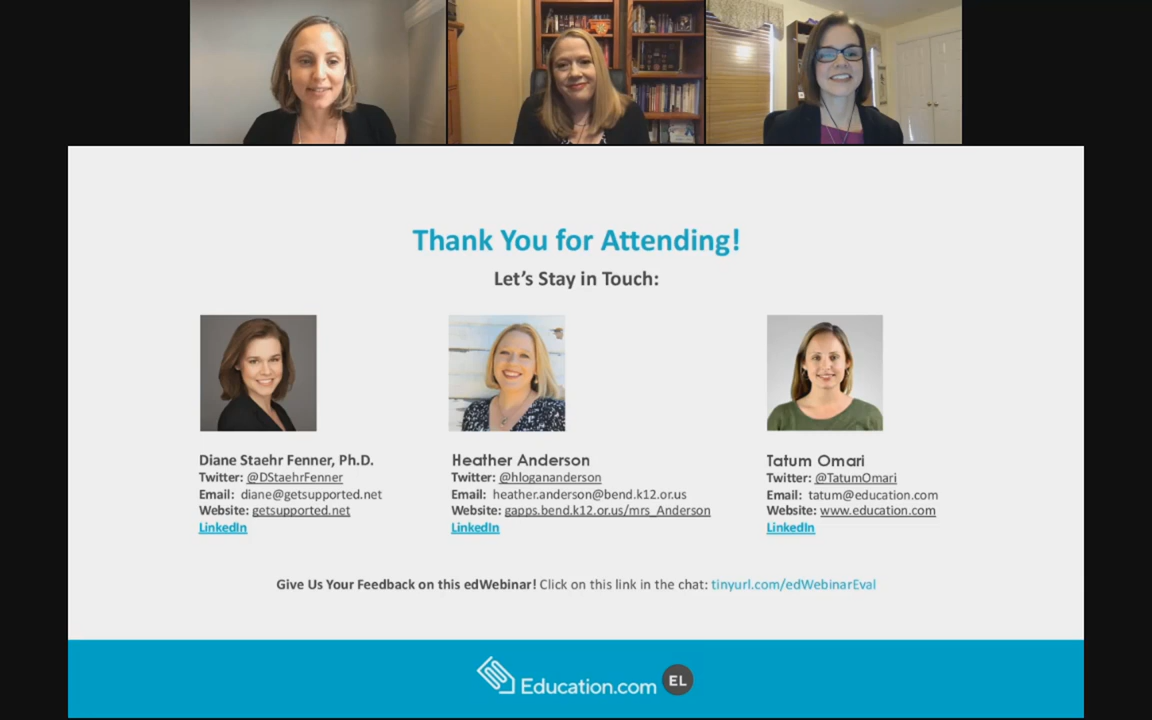 Thank You for Attending!
Let's Stay in Touch:
Diane Staehr Fenner, Ph.D.
Twitter: @DStaehrFenner
Email: diane@getsupported.net
Website: getsupported.net
LinkedIn
Heather Anderson
Twitter: @hlogananderson
Email: heather.anderson@bend.k12.or.us
Website: gapps.bend.k12.or.us/mrs_Anderson
LinkedIn
Tatum Omari
Twitter: @TatumOmari
Email: tatum@education.com
Website: www.education.com
LinkedIn
Give Us Your Feedback on this edWebinar! Click on this link in the chat: tinyurl.com/edWebinarEval
Education.com EL